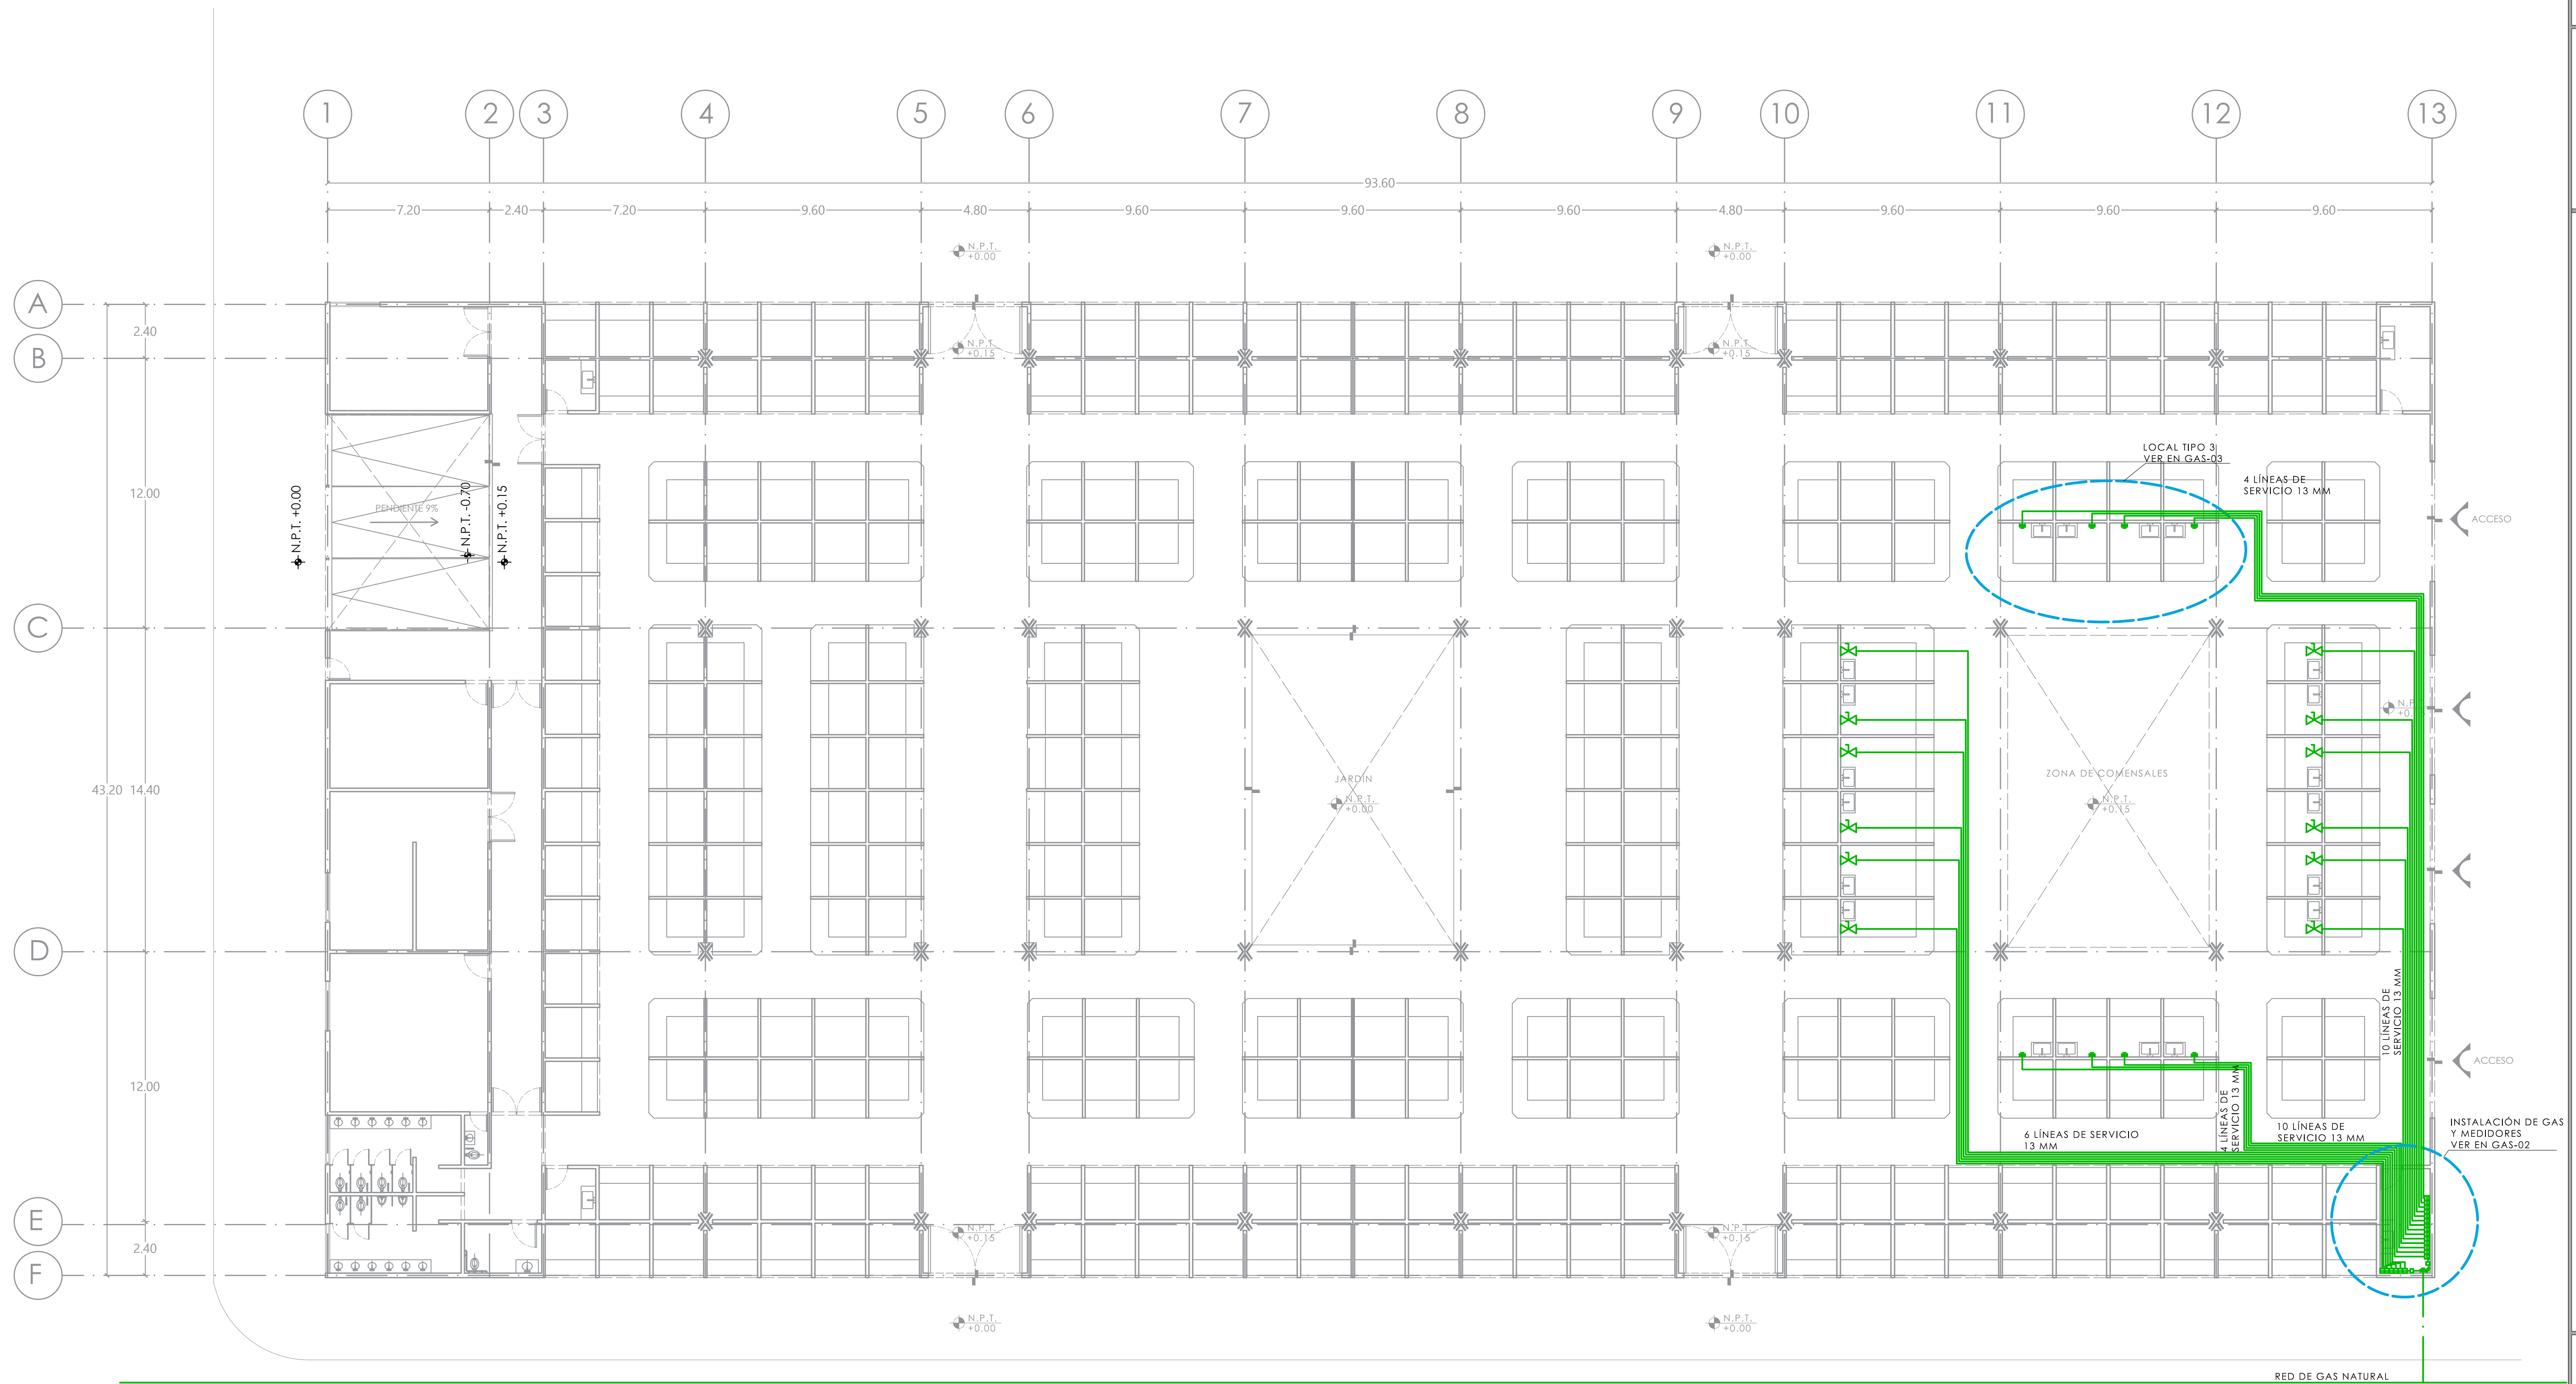 1
2
3
4
5
6
7
8
9
10
11
12
13
93.60
7.20
2.40
7.20
9.60
4.80
9.60
9.60
9.60
4.80
9.60
9.60
9.60
N.P.T.
+0.00
N.P.T.
+0.00
A
B
C
D
E
F
2.40
12.00
43.20
14.40
12.00
2.40
N.P.T.
+0.15
N.P.T.
+0.15
LOCAL TIPO 3
VER EN GAS-03
4 LÍNEAS DE
SERVICIO 13 MM
N.P.T. +0.00
PENDIENTE 9%
N.P.T. -0.70
N.P.T. +0.15
ACCESO
JARDIN
N.P.T.
+0.00
ZONA DE COMENSALES
N.P.T.
+0.15
10 LÍNEAS DE
SERVICIO 13 MM
ACCESO
4 LÍNEAS DE
SERVICIO 13 MM
6 LÍNEAS DE SERVICIO
13 MM
10 LÍNEAS DE
SERVICIO 13 MM
INSTALACIÓN DE GAS
Y MEDIDORES
VER EN GAS-02
N.P.T.
+0.15
N.P.T.
+0.15
N.P.T.
+0.00
N.P.T.
+0.00
RED DE GAS NATURAL